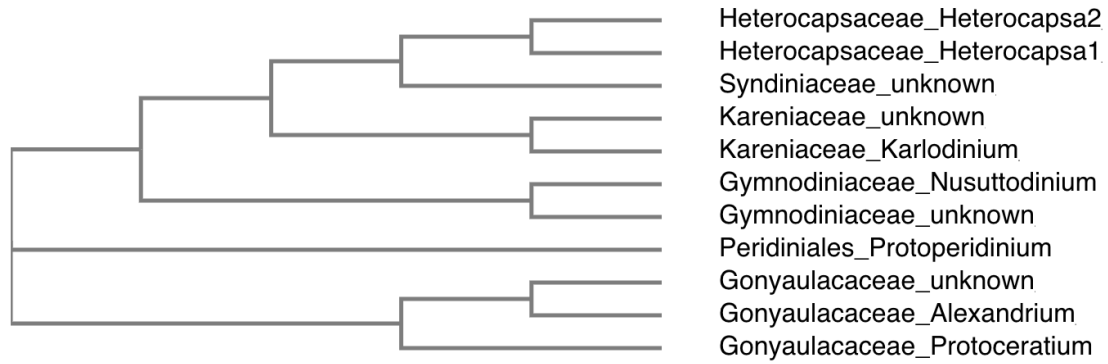 Heterocapsaceae_Heterocapsa2
Heterocapsaceae_Heterocapsa1
Syndiniaceae_unknown
Kareniaceae_unknown
Kareniaceae_Karlodinium
Gymnodiniaceae_Nusuttodinium
Gymnodiniaceae_unknown
Peridiniales_Protoperidinium
Gonyaulacaceae_unknown
Gonyaulacaceae_Alexandrium
Gonyaulacaceae_Protoceratium